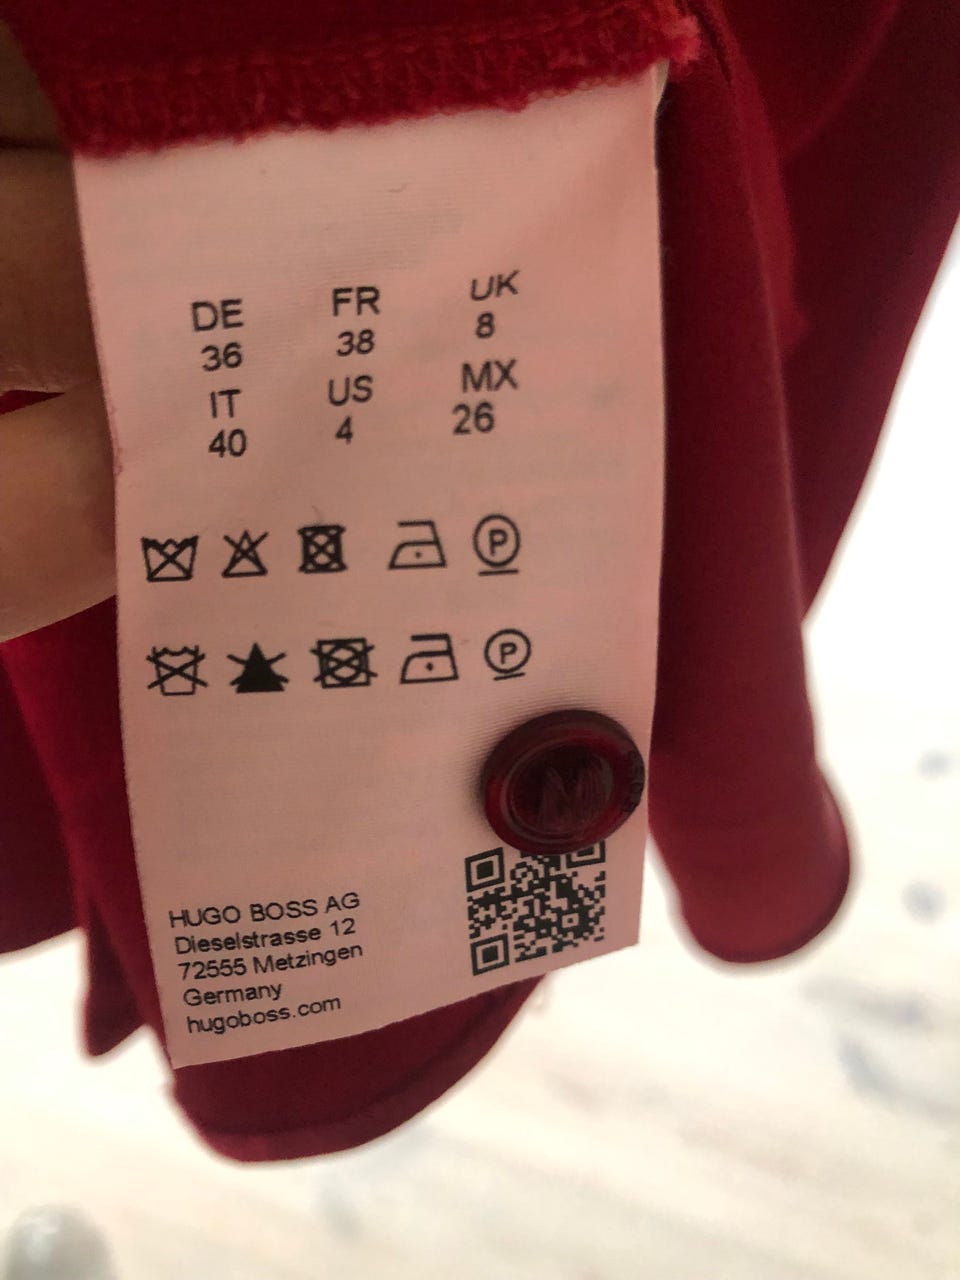 DE FR UK
36 38 8
IT US MX
40 4 26
P
P
HUGO BOSS AG
Dieselstrasse 12
72555 Metzingen
Germany
hugoboss.com